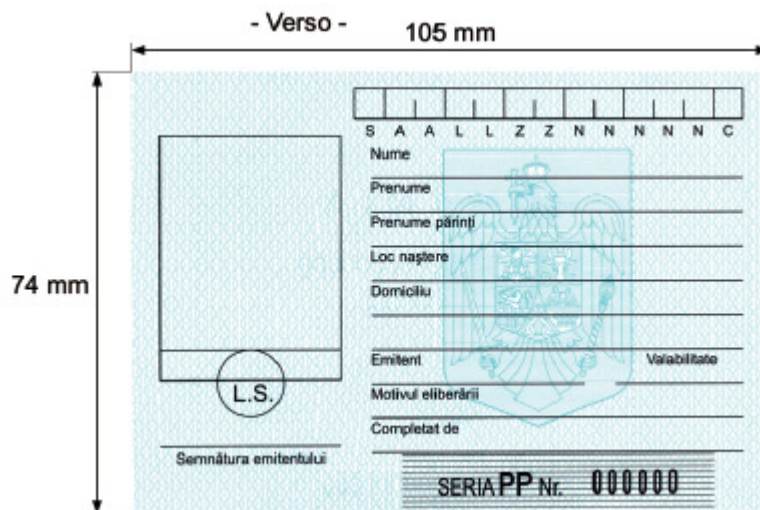 - Verso -
105 mm
74 mm
S A A L L Z Z N N N N N C
Nume
Prenume
Prenume părinți
Loc naștere
Domiciliu
Emitent Valabilitate
Motivul eliberării
Completat de
L.S.
Semnătura emitentului
SERIA PP Nr. 000000